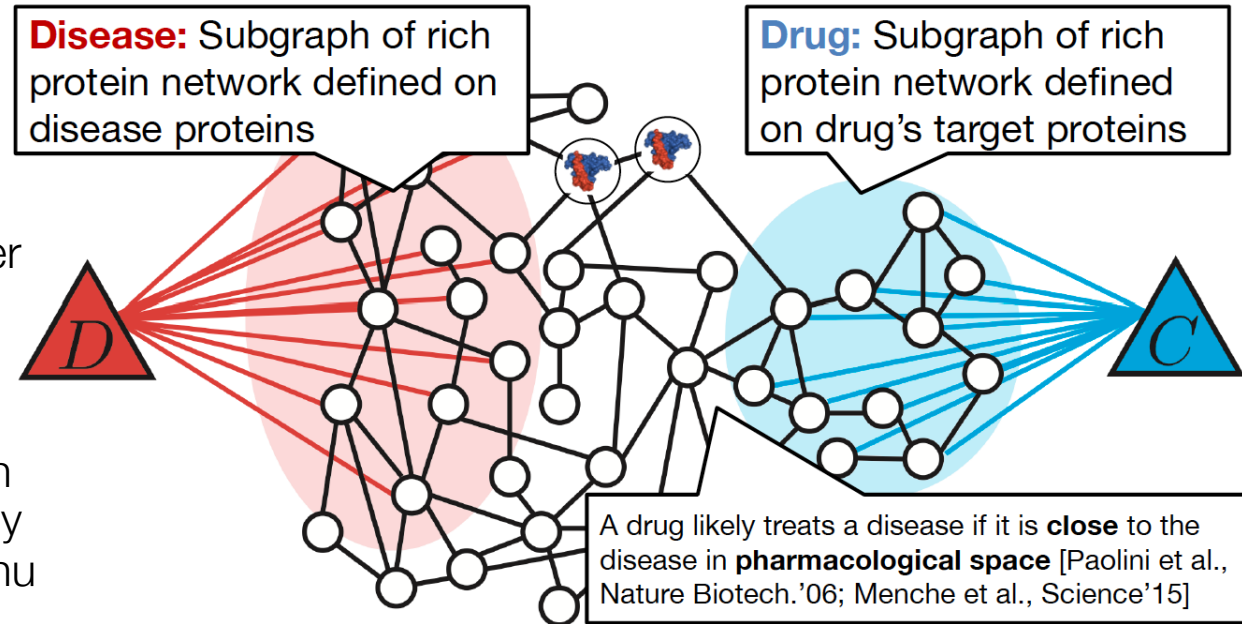 Disease: Subgraph of rich
protein network defined on
disease proteins
Drug: Subgraph of rich
protein network defined
on drug's target proteins
D
C
A drug likely treats a disease if it is close to the
disease in pharmacological space [Paolini et al.,
Nature Biotech.'06; Menche et al., Science'15]